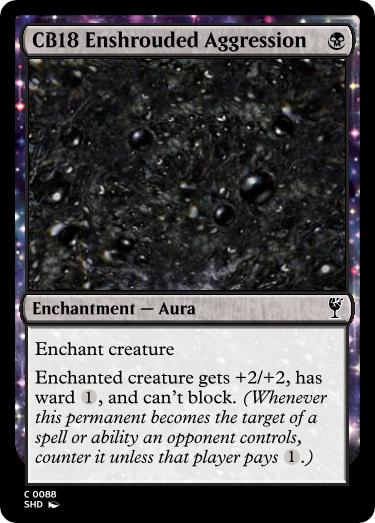 CB18 Enshrouded Aggression
Enchantment — Aura
Enchant creature
Enchanted creature gets +2/+2, has
ward 1, and can't block. (Whenever
this permanent becomes the target of a
spell or ability an opponent controls,
counter it unless that player pays 1.)
C 0088
SHD